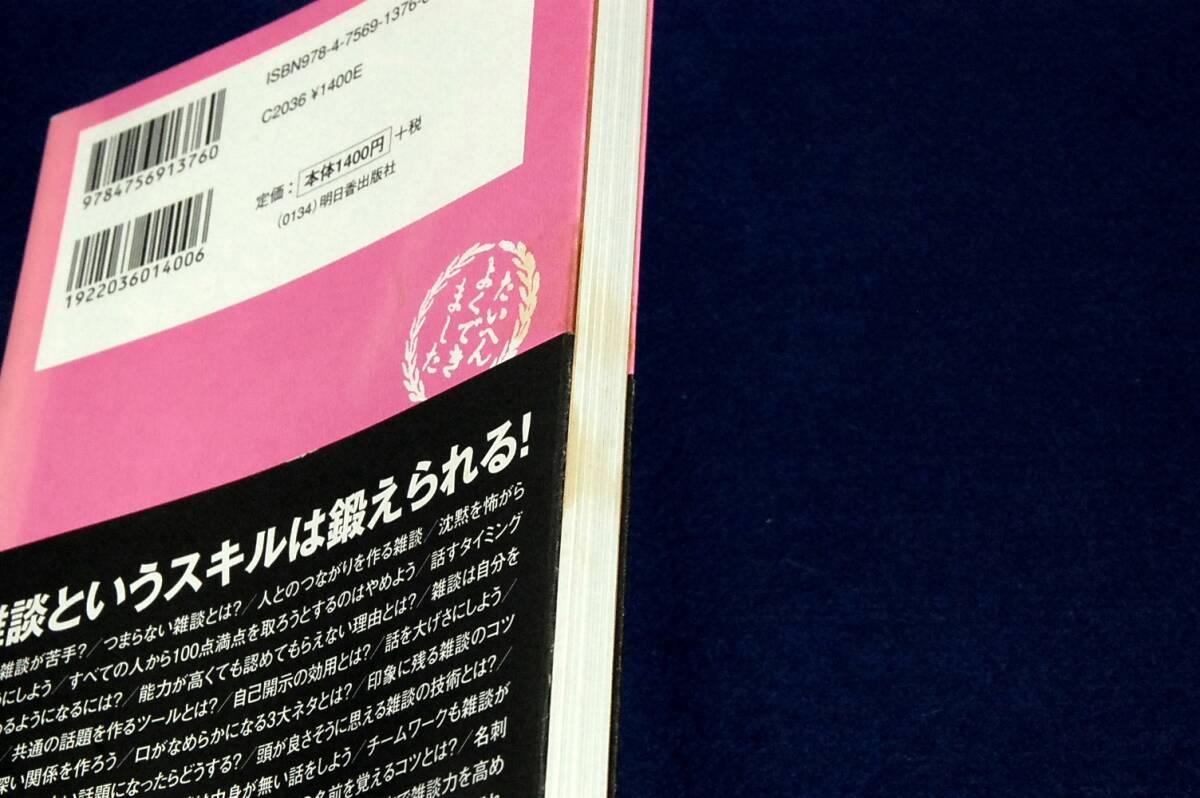 ISBN978-4-7569-1376-
C2036 ¥1400E
9784756913760
定価：本体1400円＋税
(0134)明日香出版社
1922036014006
たいへん
よくでき
ました
談というスキルは鍛えられる!
雑談が苦手?/つまらない雑談とは?/人とのつながりを作る雑談/沈黙を怖がら
にしよう/すべての人から100点満点を取ろうとするのはやめよう/話すタイミング
るようになるには?/能力が高くても認めてもらえない理由とは?/雑談は自分を
/共通の話題を作るツールとは?/自己開示の効用とは?/話を大げさにしよう/
深い関係を作ろう/口がなめらかになる3大ネタとは?/印象に残る雑談のコツ
話題になったらどうする?/頭が良さそうに思える雑談の技術とは?/
中身が無い話をしよう/チームワークも雑談が
名前を覚えるコツとは?/名刺
で雑談力を高め